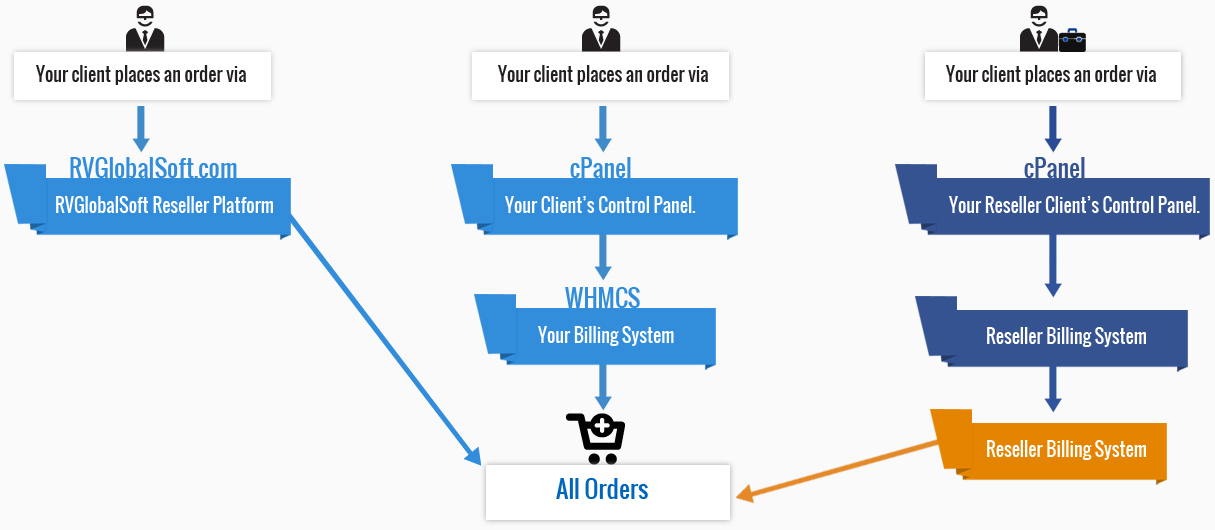 Your client places an order via
RVGlobalSoft.com
RVGlobalSoft Reseller Platform
Your client places an order via
cPanel
Your Client's Control Panel.
WHMCS
Your Billing System
All Orders
Your client places an order via
cPanel
Your Reseller Client's Control Panel.
Reseller Billing System
Reseller Billing System